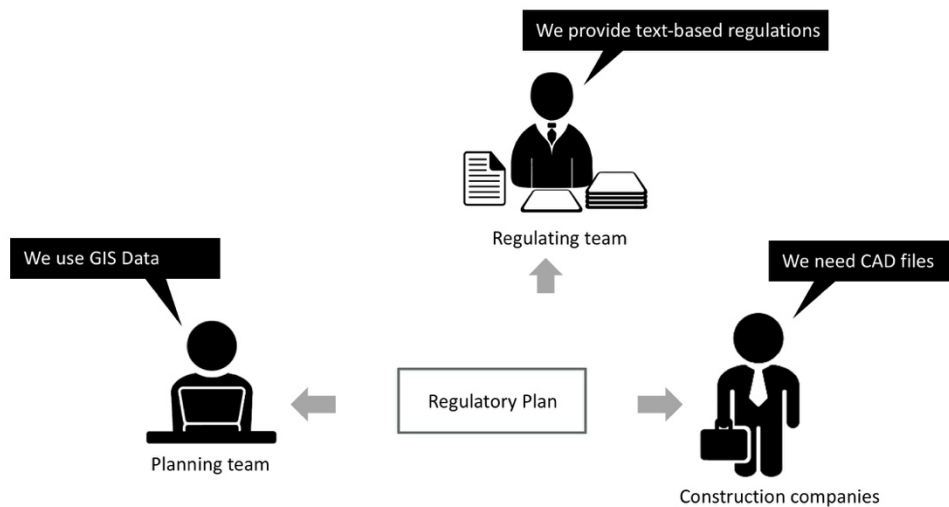 We provide text-based regulations
Regulating team
We use GIS Data
We need CAD files
Regulatory Plan
Planning team
Construction companies